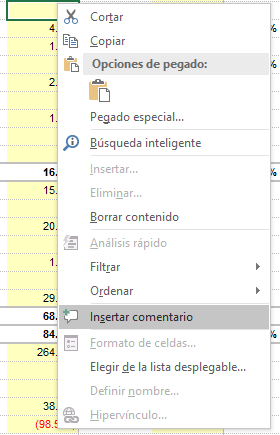 Cortar
4.
Copiar
1.
Opciones de pegado:
2.
Pegado especial...
1.
Búsqueda inteligente
16.
Insertar...
%
15.
Eliminar...
Borrar contenido
20.
Análisis rápido
1.
Filtrar
Ordenar
29.
68.
Insertar comentario
84.
Formato de celdas...
%
264.
Elegir de la lista desplegable...
Definir nombre...
38.
Hipervínculo...
(98.5